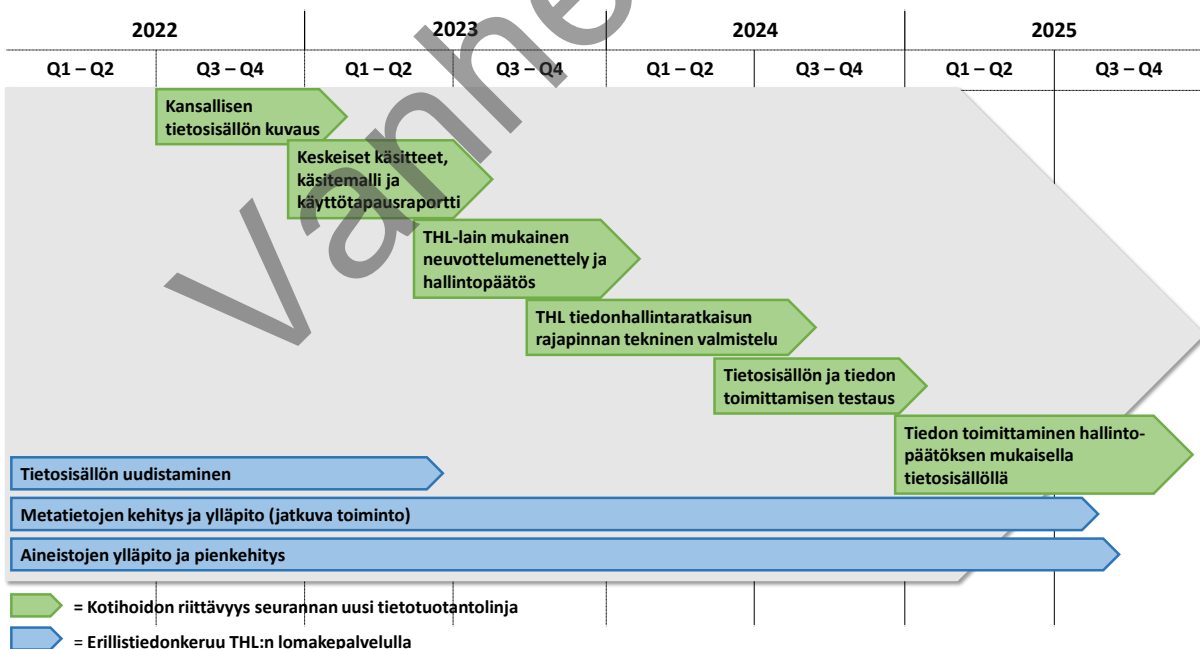 2022
2023
2024
2025
Q1 – Q2
Q3 – Q4
Q1 – Q2
Q3 – Q4
Q1 – Q2
Q3 – Q4
Q1 – Q2
Q3 – Q4
Kansallisen
tietosisällön kuvaus
Keskeiset käsitteet,
käsitemalli ja
käyttötapausraportti
THL-lain mukainen
neuvottelumenettely ja
hallintopäätös
THL tiedonhallintaratkaisun
rajapinnan tekninen valmistelu
Tietosisällön ja tiedon
toimittamisen testaus
Tiedon toimittaminen hallinto-
päätöksen mukaisella
tietosisällöllä
Tietosisällön uudistaminen
Metatietojen kehitys ja ylläpito (jatkuva toiminto)
Aineistojen ylläpito ja pienkehitys
= Kotihoidon riittävyys seurannan uusi tietotuotantolinja
= Erillistiedonkeruu THL:n lomakepalvelulla